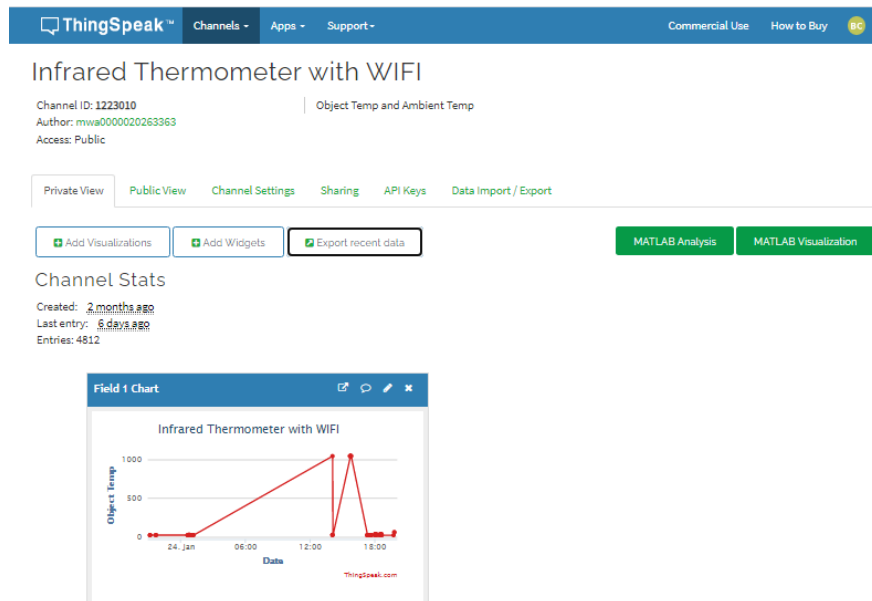 ThingSpeak™ Channels Apps Support Commercial Use How to Buy BC
Infrared Thermometer with WIFI
Channel ID: 1223010 Object Temp and Ambient Temp
Author: mwa0000020263363
Access: Public
Private View Public View Channel Settings Sharing API Keys Data Import / Export
Add Visualizations Add Widgets Export recent data MATLAB Analysis MATLAB Visualization
Channel Stats
Created: 2 months ago
Last entry: 6 days ago
Entries: 4812
Field 1 Chart
Infrared Thermometer with WIFI
Object Temp
1000
500
0
24. Jan 06:00 12:00 18:00
Date
ThingSpeak.com